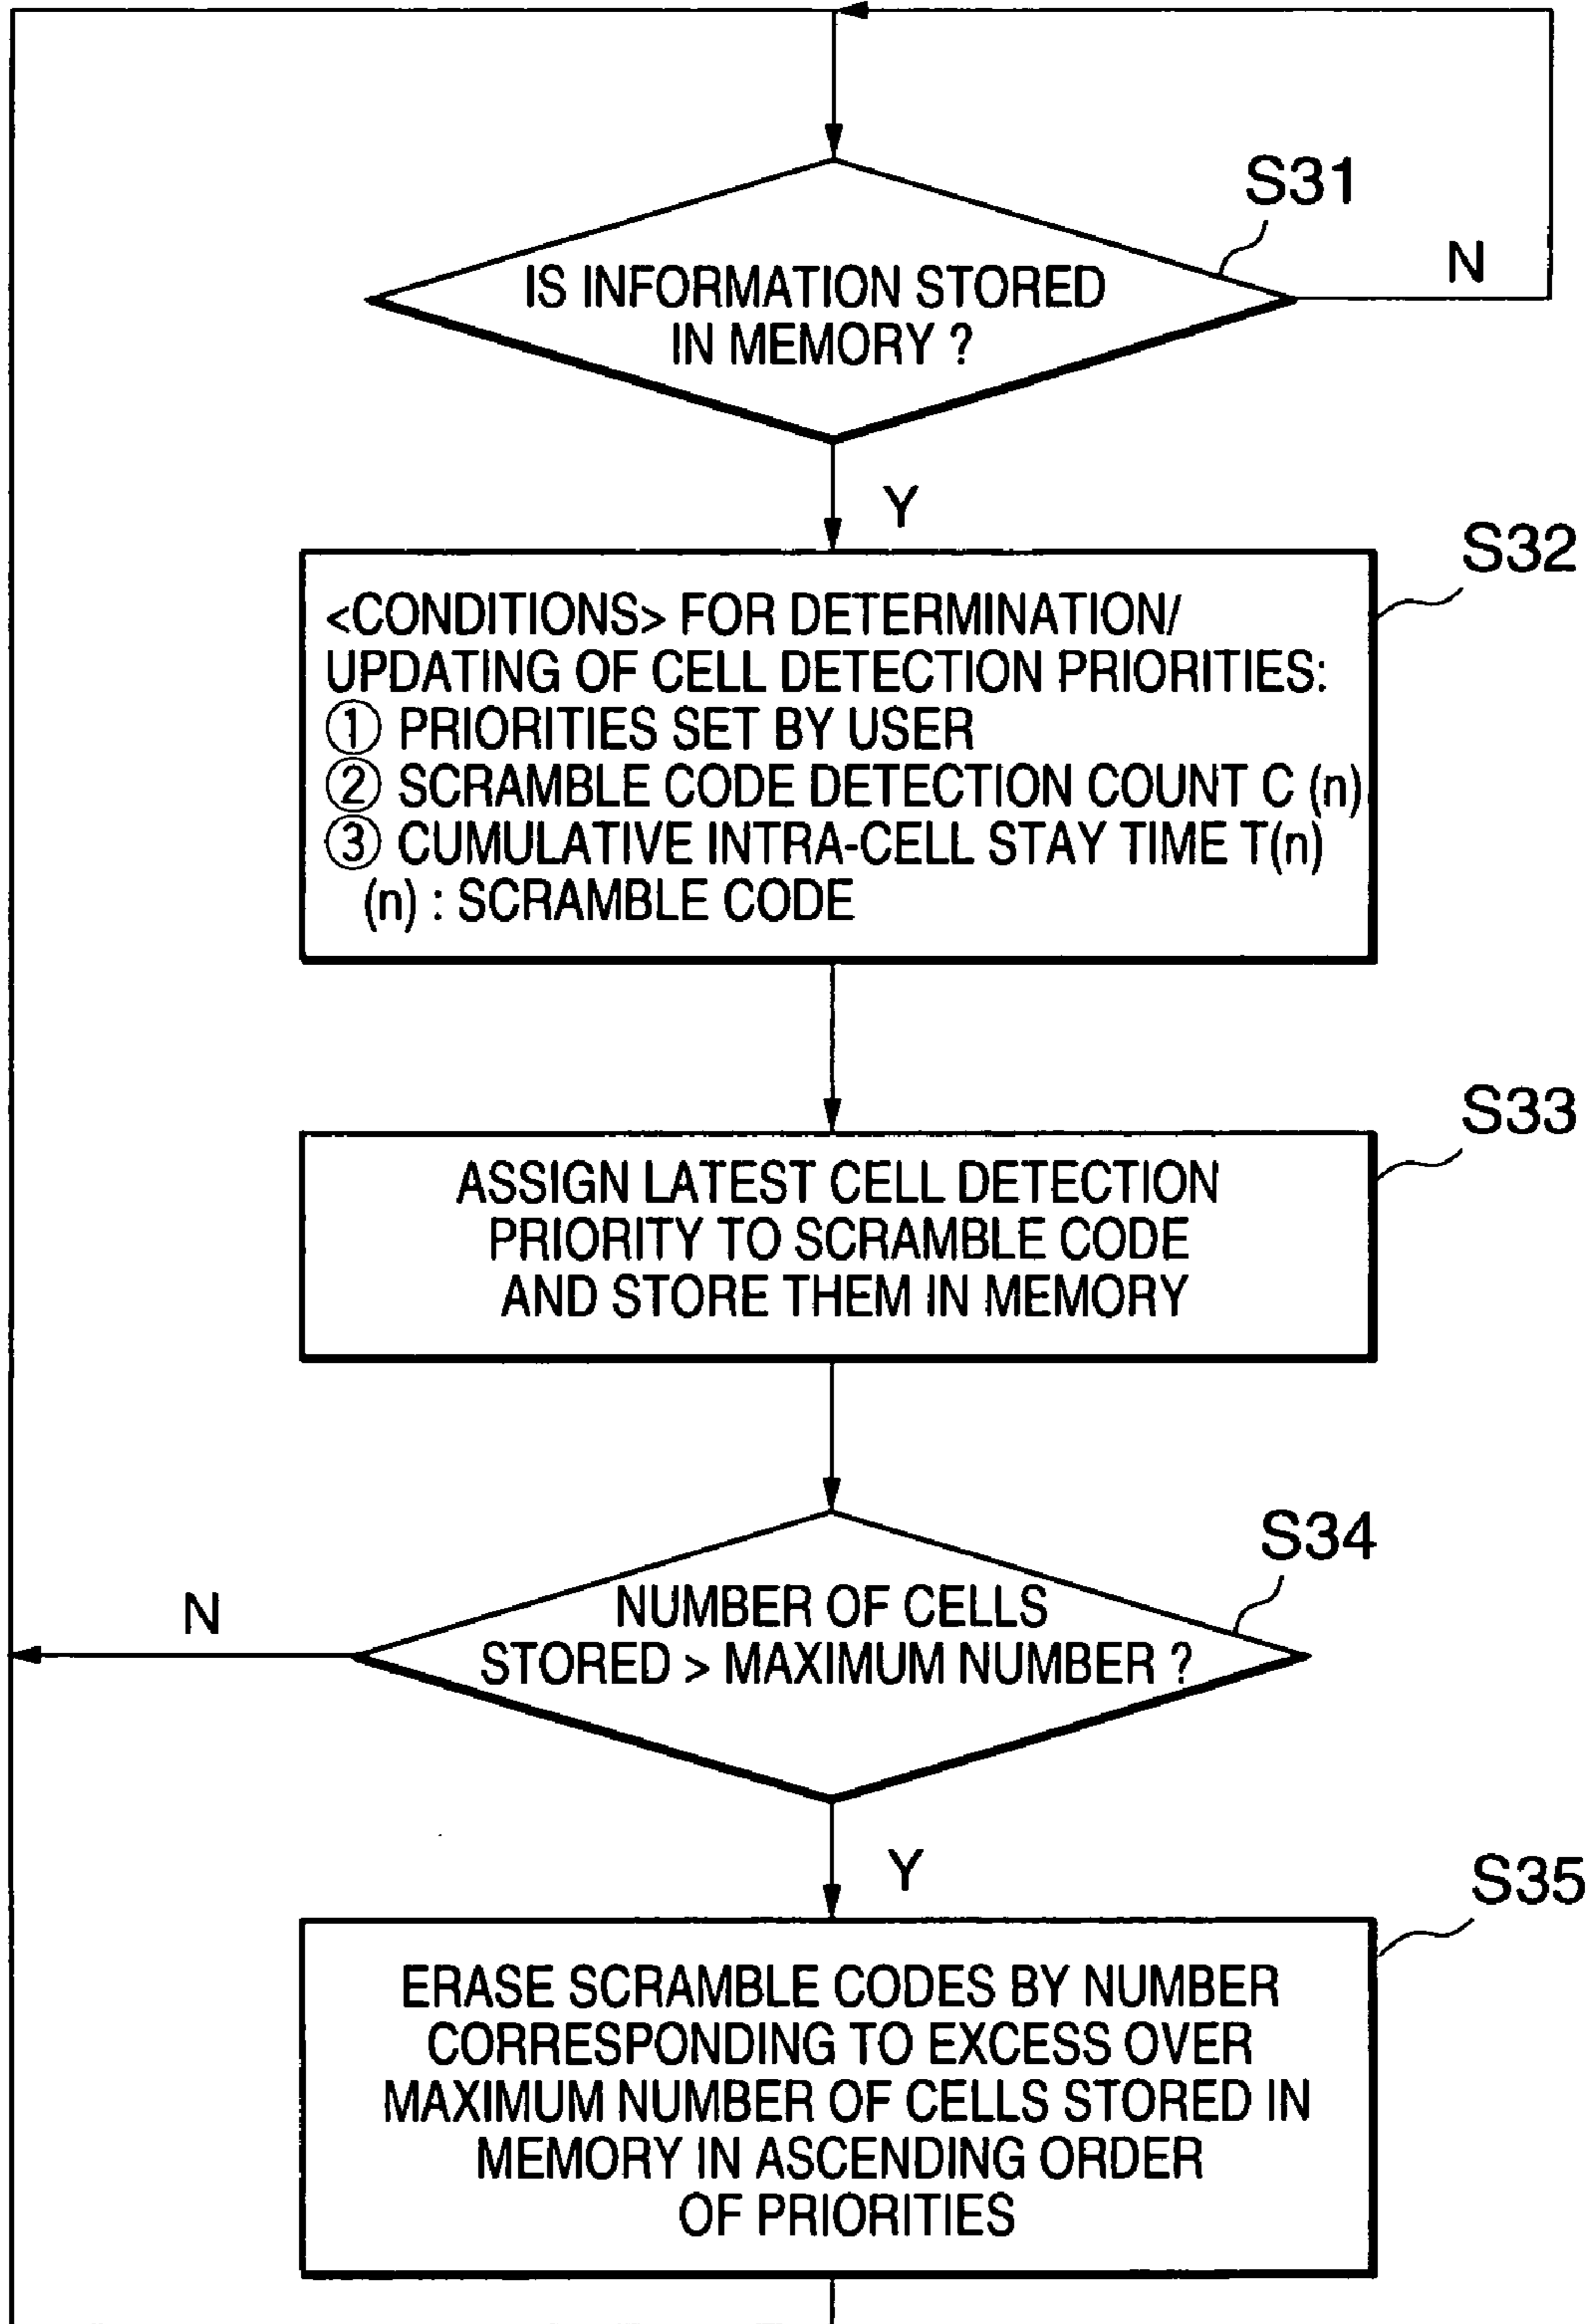 S31
IS INFORMATION STORED
IN MEMORY ?
N
Y
S32
<CONDITIONS> FOR DETERMINATION/
UPDATING OF CELL DETECTION PRIORITIES:
① PRIORITIES SET BY USER
② SCRAMBLE CODE DETECTION COUNT C (n)
③ CUMULATIVE INTRA-CELL STAY TIME T(n)
(n) : SCRAMBLE CODE
S33
ASSIGN LATEST CELL DETECTION
PRIORITY TO SCRAMBLE CODE
AND STORE THEM IN MEMORY
S34
N
NUMBER OF CELLS
STORED > MAXIMUM NUMBER ?
Y
S35
ERASE SCRAMBLE CODES BY NUMBER
CORRESPONDING TO EXCESS OVER
MAXIMUM NUMBER OF CELLS STORED IN
MEMORY IN ASCENDING ORDER
OF PRIORITIES